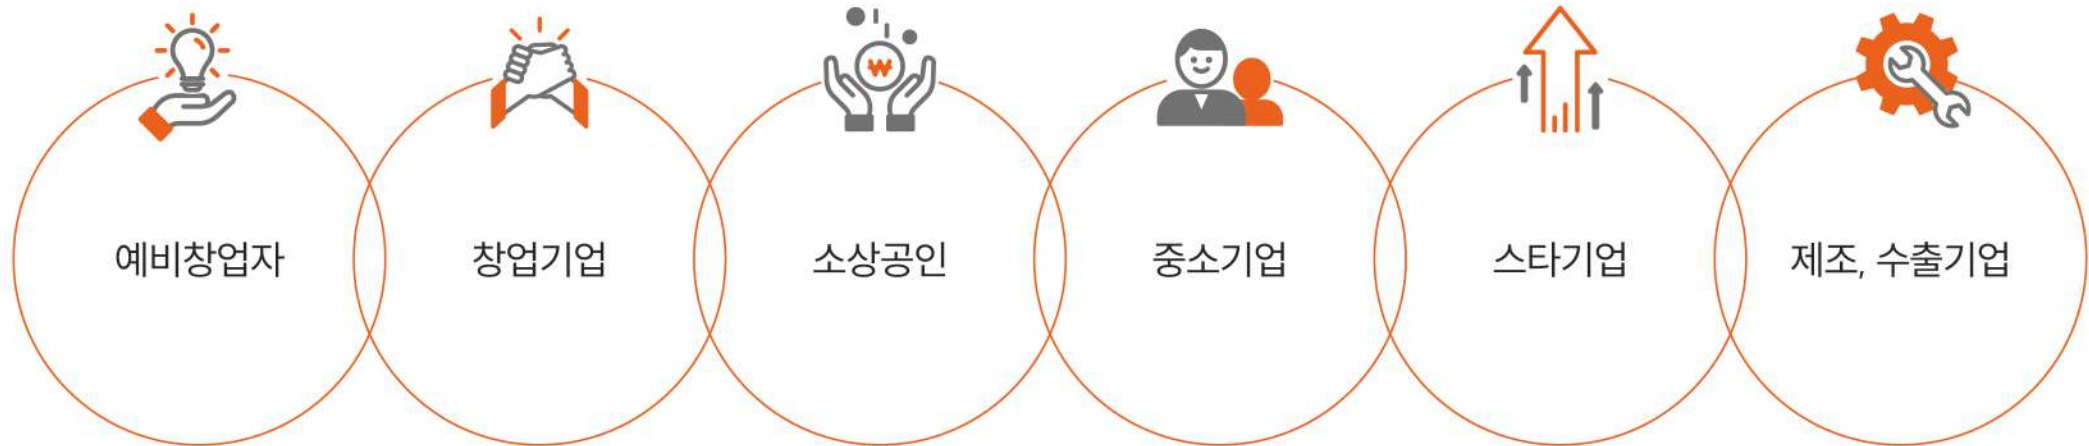 예비창업자
창업기업
소상공인
중소기업
스타기업
제조, 수출기업